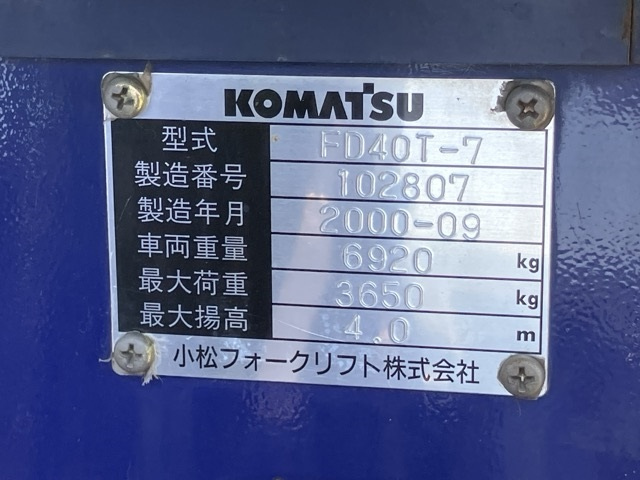 KOMATSU
型式 FD40T-7
製造番号 102807
製造年月 2000-09
車両重量 6920 kg
最大荷重 3650 kg
最大揚高 4.0 m
小松フォークリフト株式会社